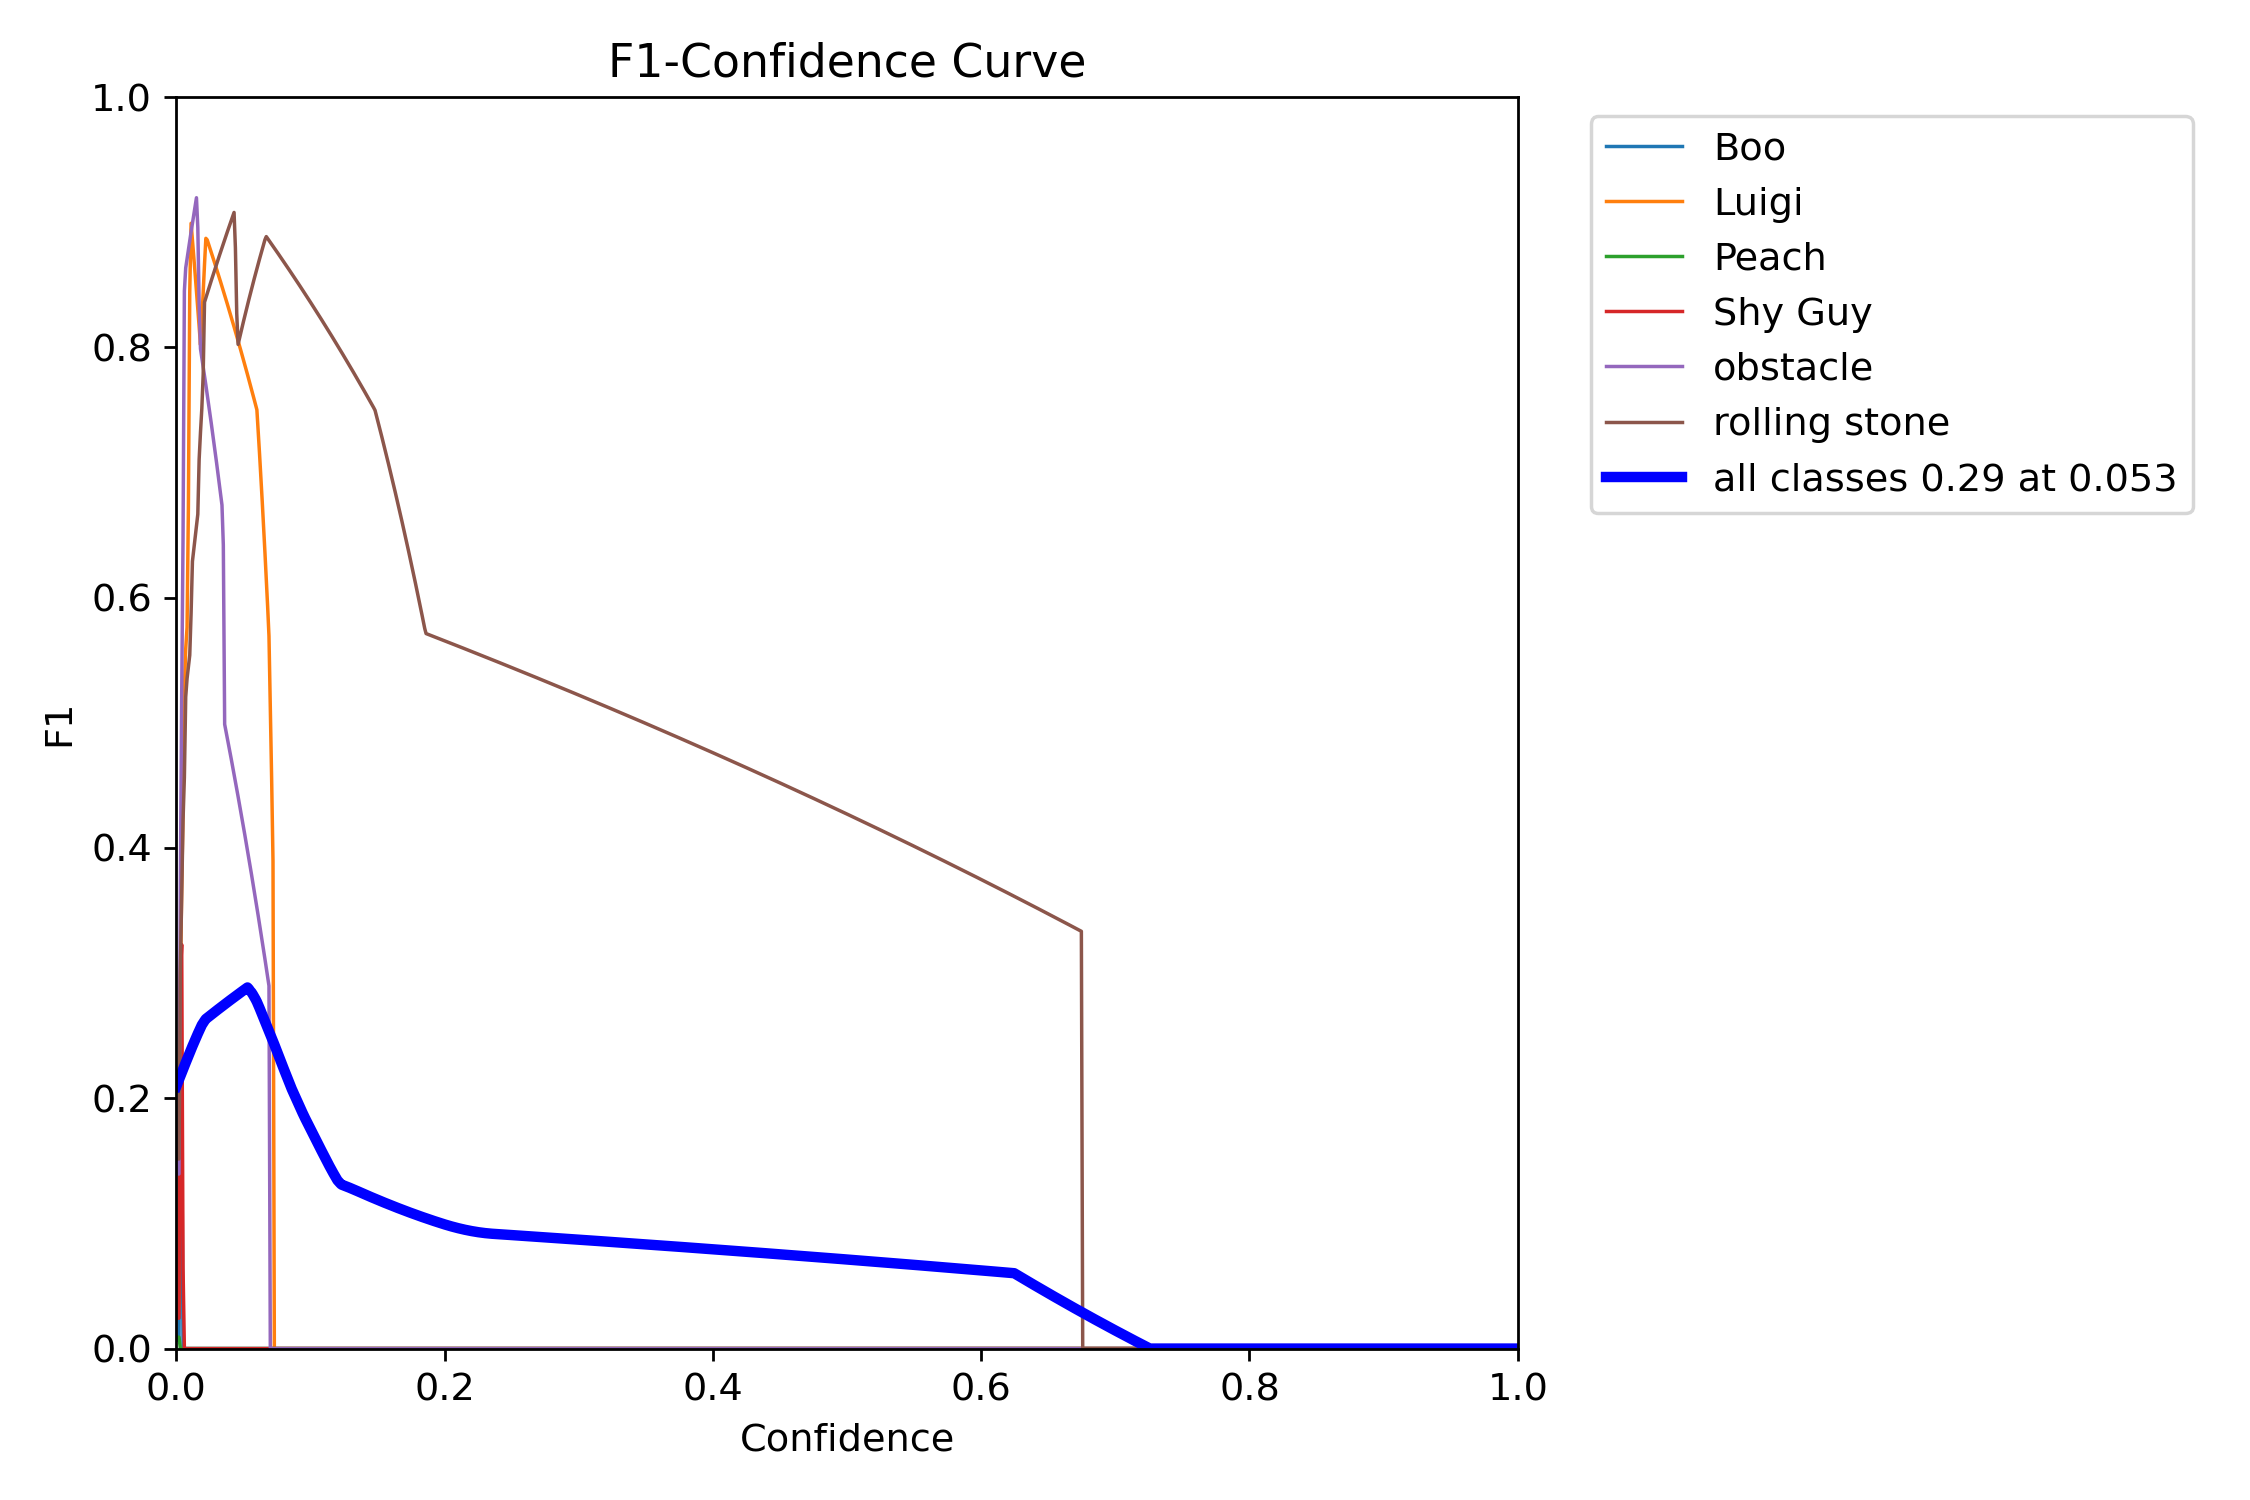 F1-Confidence Curve
1.0
0.8
0.6
0.4
0.2
0.0
F1
0.0 0.2 0.4 0.6 0.8 1.0
Confidence
Boo
Luigi
Peach
Shy Guy
obstacle
rolling stone
all classes 0.29 at 0.053